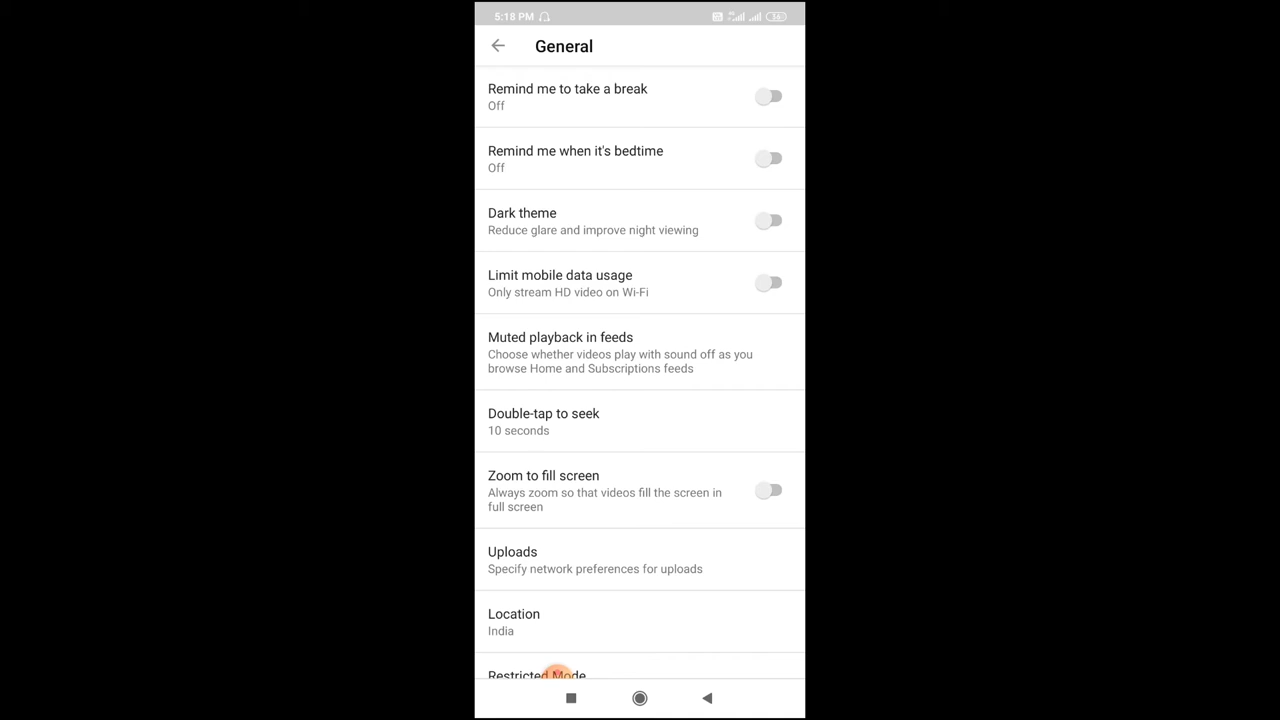 5:18 PM
General
Remind me to take a break
Off
Remind me when it's bedtime
Off
Dark theme
Reduce glare and improve night viewing
Limit mobile data usage
Only stream HD video on Wi-Fi
Muted playback in feeds
Choose whether videos play with sound off as you
browse Home and Subscriptions feeds
Double-tap to seek
10 seconds
Zoom to fill screen
Always zoom so that videos fill the screen in
full screen
Uploads
Specify network preferences for uploads
Location
India
Restricted Mode